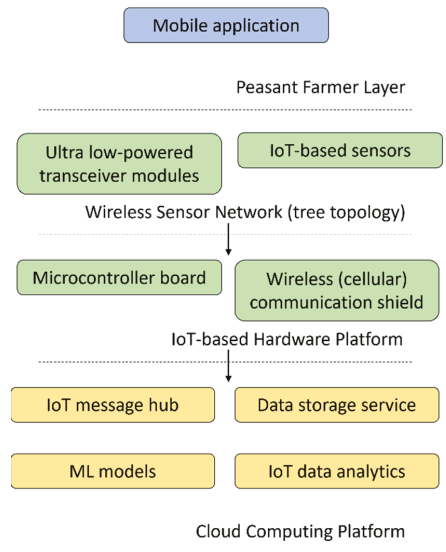 Mobile application
Peasant Farmer Layer
Ultra low-powered
transceiver modules
IoT-based sensors
Wireless Sensor Network (tree topology)
Microcontroller board
Wireless (cellular)
communication shield
IoT-based Hardware Platform
IoT message hub
Data storage service
ML models
IoT data analytics
Cloud Computing Platform